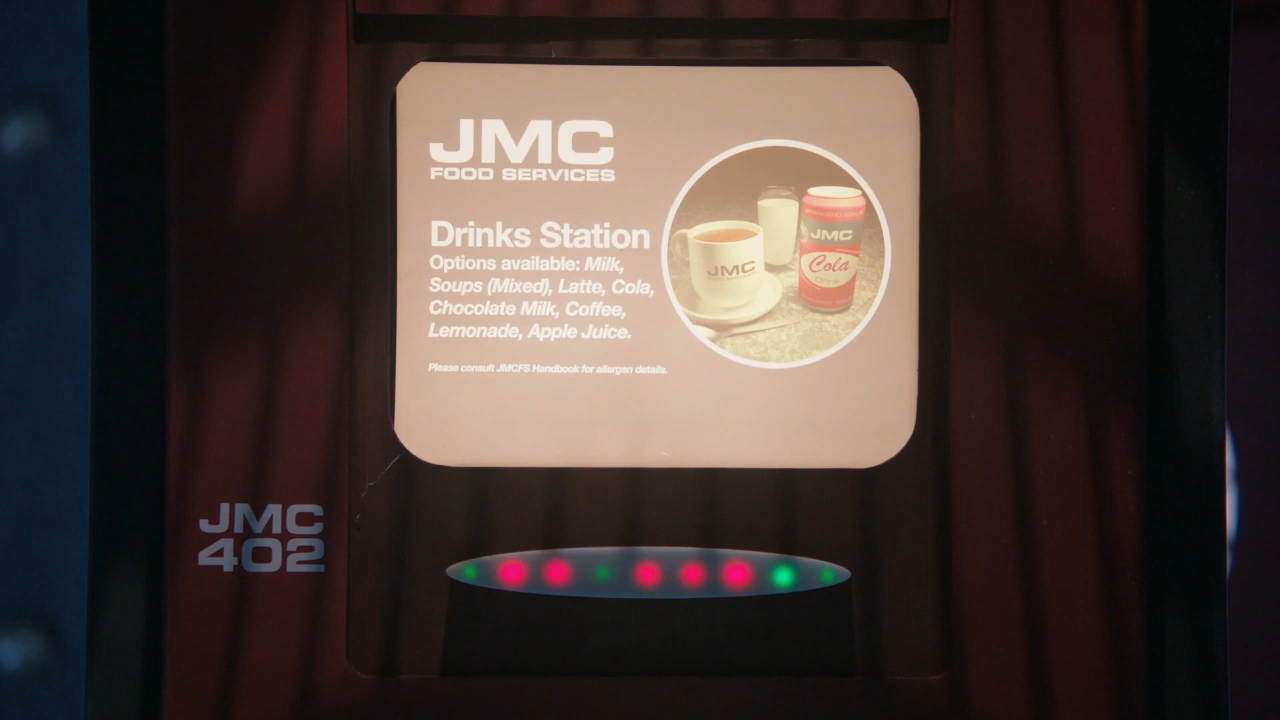 JMC
FOOD SERVICES
Drinks Station
Options available: Milk,
Soups (Mixed), Latte, Cola,
Chocolate Milk, Coffee,
Lemonade, Apple Juice.
Please consult JMCFS Handbook for allergen details.
JMC
JMC
Cola
JMC
402